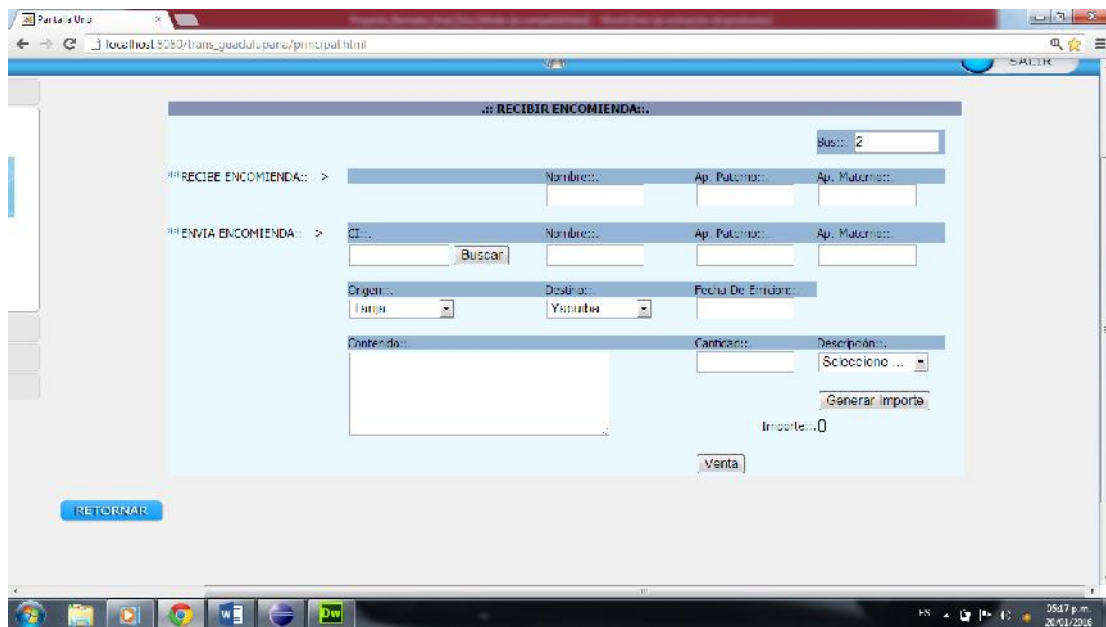 Pantalla Uno
localhost:8080/trans_guadalupana/principal.html
SALIR
.:: RECIBIR ENCOMIENDA::.
Bus::. 2
**RECIBE ENCOMIENDA:: > Nombre::. Ap. Paterno::. Ap. Materno::.
**ENVIA ENCOMIENDA:: > CI::. Nombre::. Ap. Paterno::. Ap. Materno::.
Buscar
Origen::. Destino::. Fecha De Emicion::.
Tarija Yacuiba
Contenido::. Cantidad::. Descripción::.
Seleccione ...
Generar Importe
Importe::.0
Venta
RETORNAR
ES 05:17 p.m.
20/01/2016